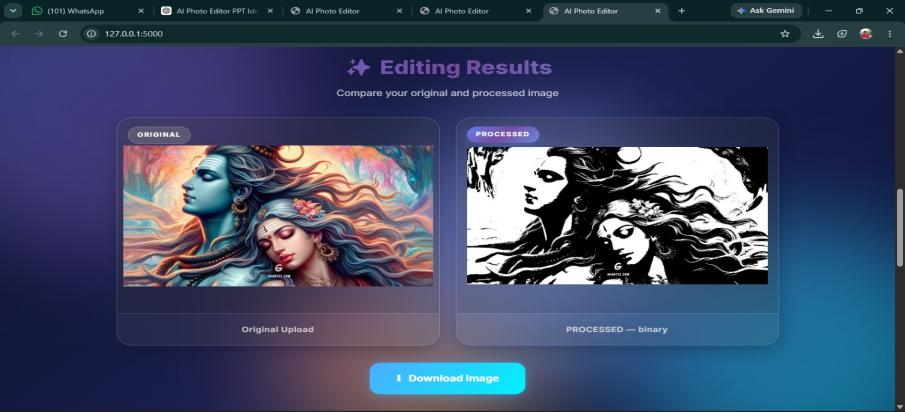 (101) WhatsApp
AI Photo Editor PPT Ide
AI Photo Editor
AI Photo Editor
AI Photo Editor
Ask Gemini
127.0.0.1:5000
Editing Results
Compare your original and processed image
ORIGINAL
PROCESSED
Original Upload
PROCESSED — binary
Download Image